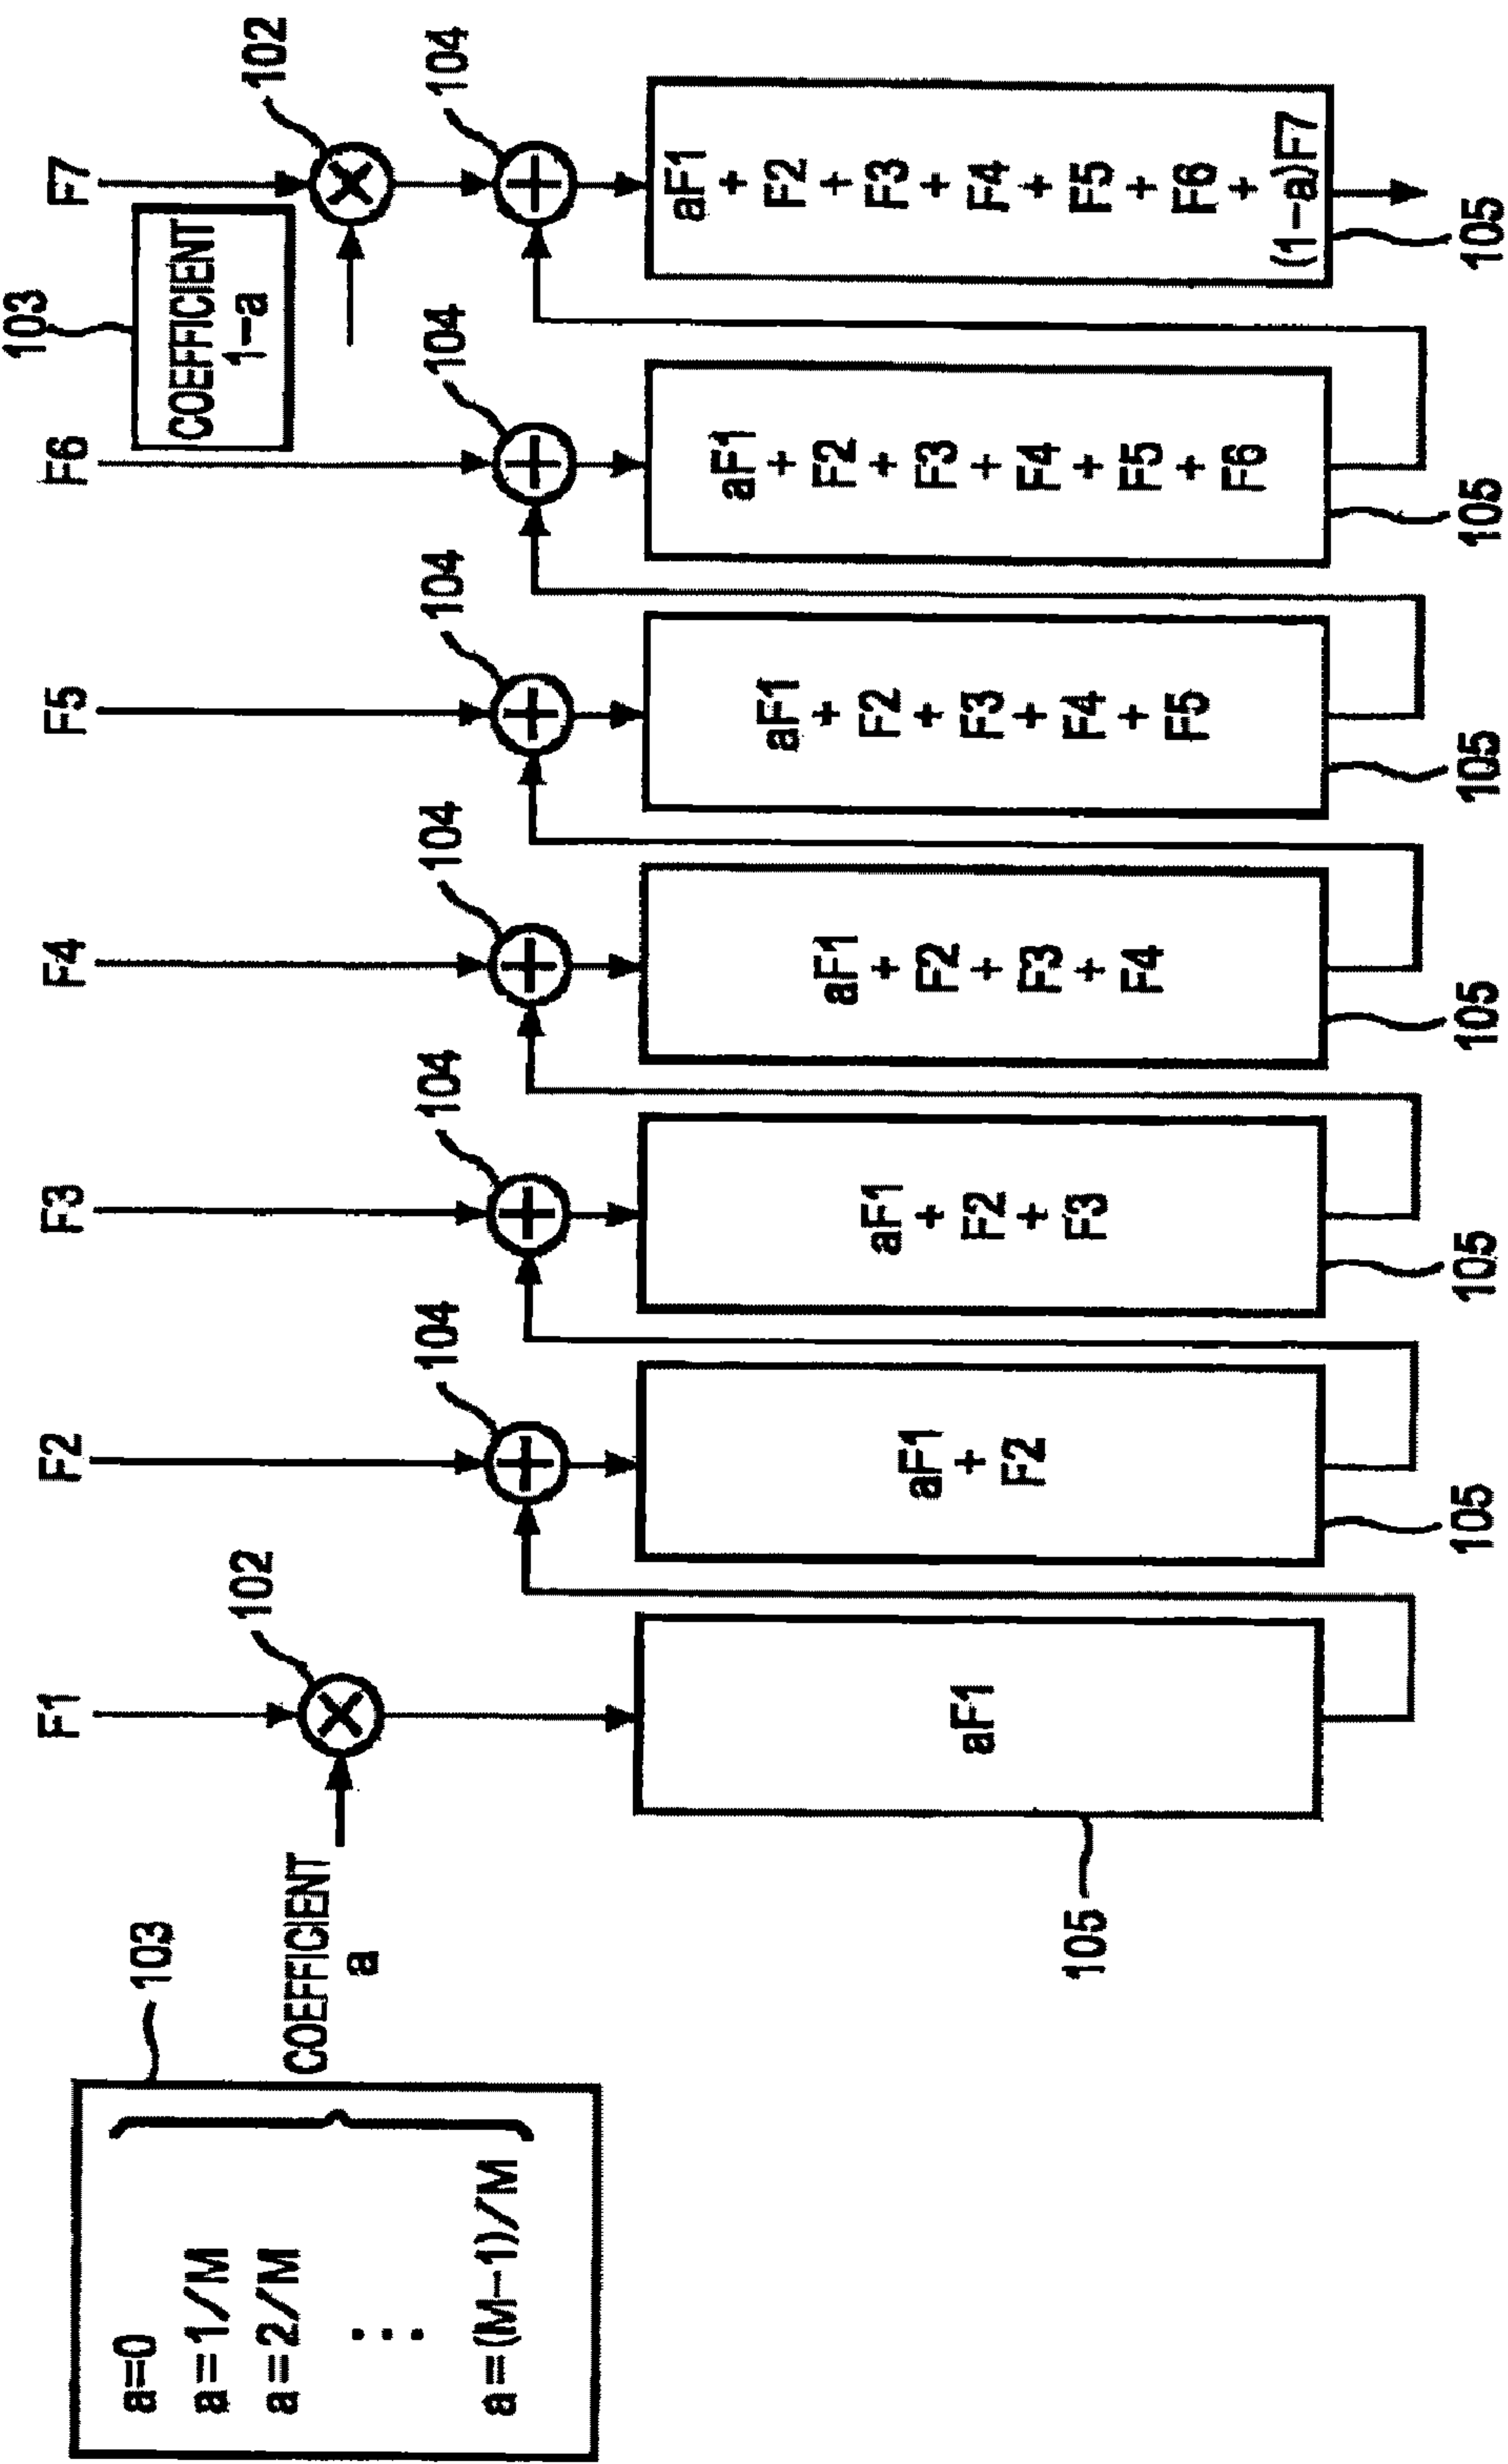 103
a=0
a=1/M
a=2/M
⋮
a=(M−1)/M
COEFFICIENT
a
F1
102
aF1
105
F2
104
aF1
+
F2
105
F3
104
aF1
+
F2
+
F3
105
F4
104
aF1
+
F2
+
F3
+
F4
105
F5
104
aF1
+
F2
+
F3
+
F4
+
F5
105
F6
104
aF1
+
F2
+
F3
+
F4
+
F5
+
F6
105
103
COEFFICIENT
1−a
F7
102
104
aF1
+
F2
+
F3
+
F4
+
F5
+
F6
+
(1−a)F7
105